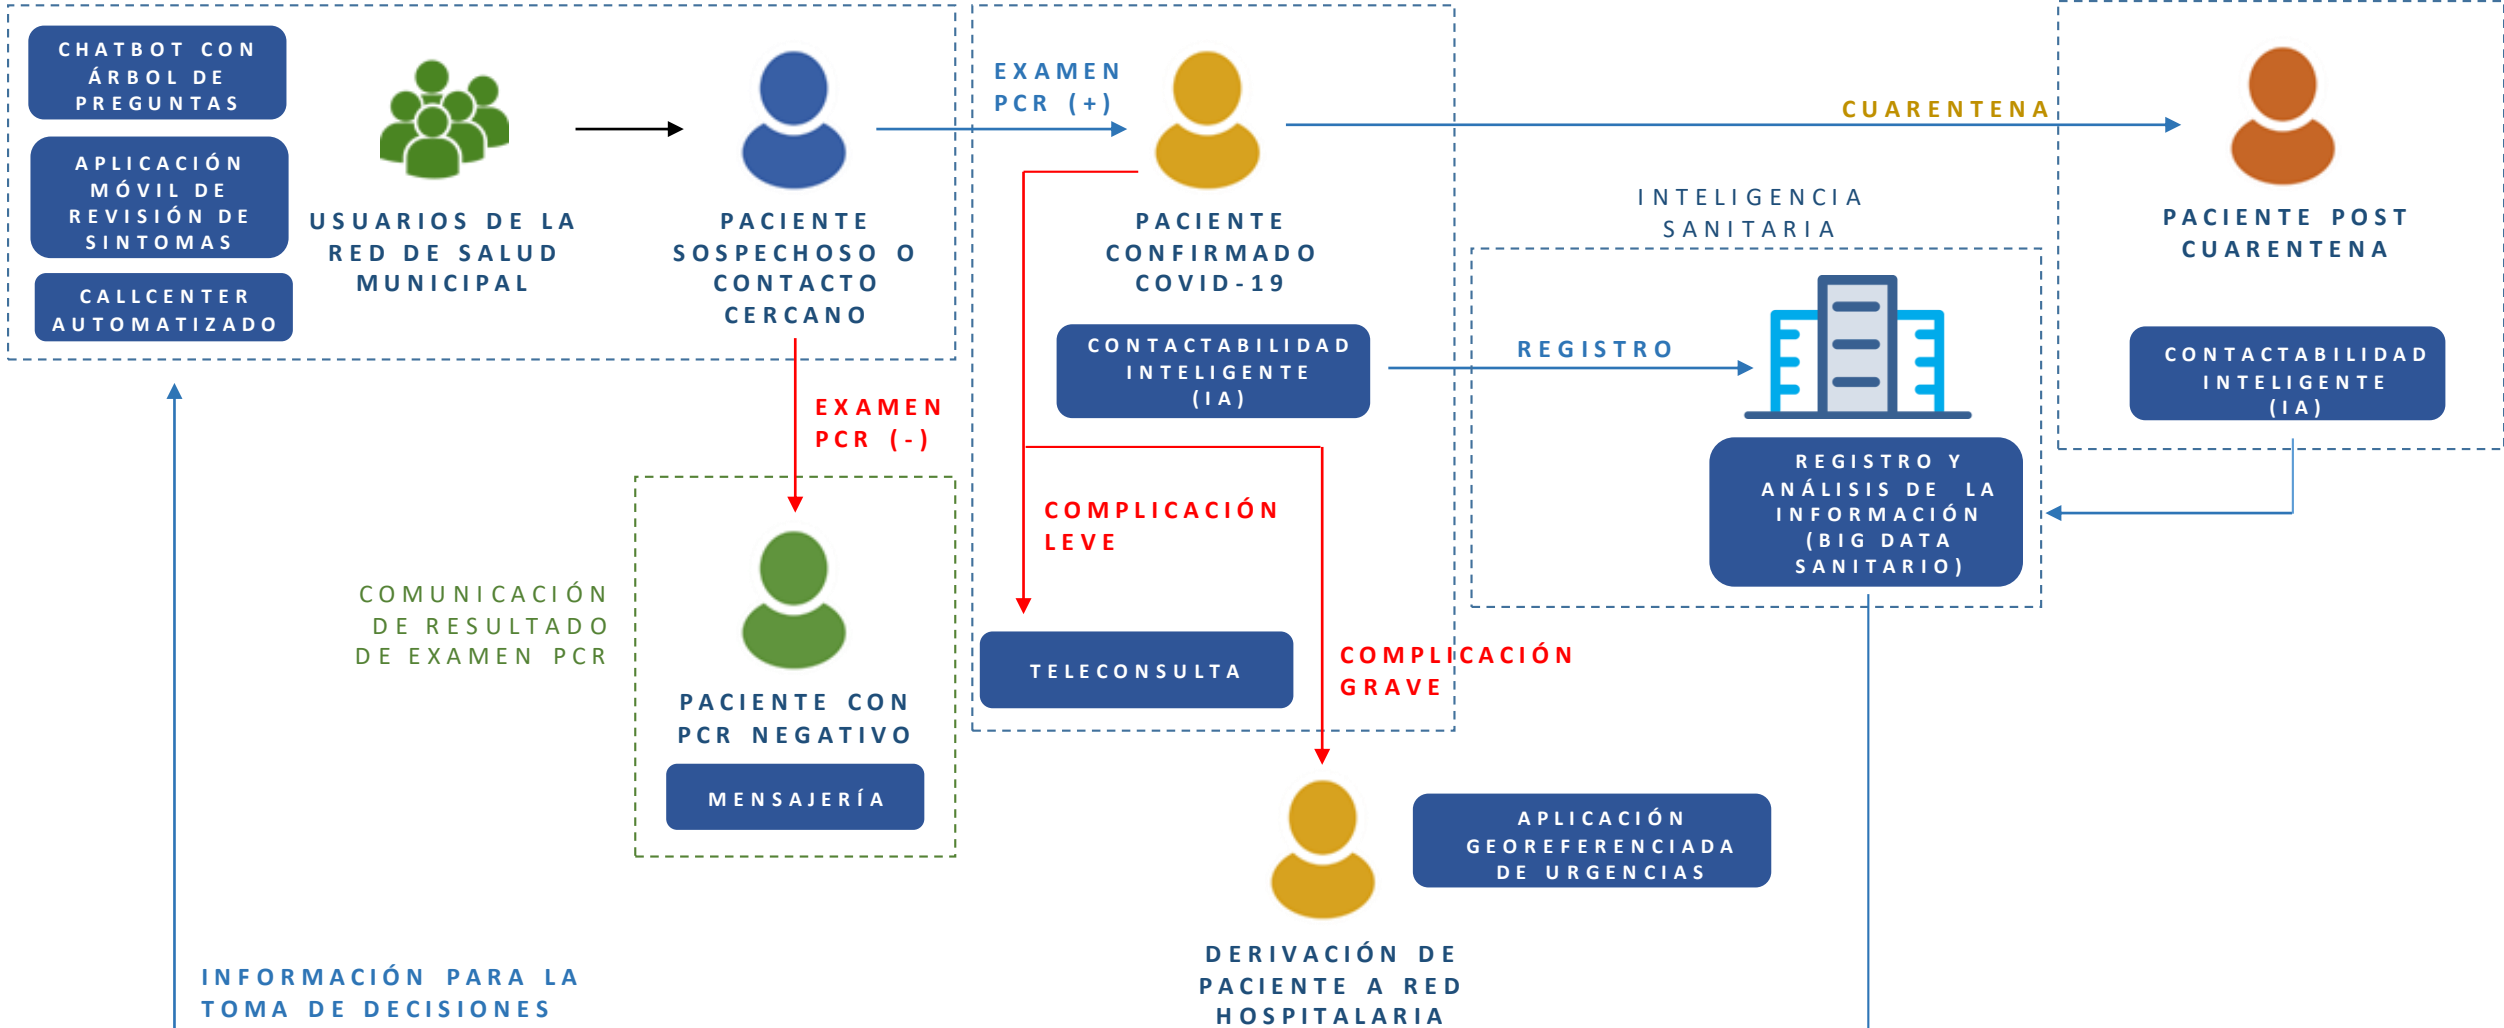 CHATBOT CON
ÁRBOL DE
PREGUNTAS
APLICACIÓN
MÓVIL DE
REVISIÓN DE
SINTOMAS
CALLCENTER
AUTOMATIZADO
USUARIOS DE LA
RED DE SALUD
MUNICIPAL
PACIENTE
SOSPECHOSO O
CONTACTO
CERCANO
EXAMEN
PCR (+)
PACIENTE
CONFIRMADO
COVID-19
CONTACTABILIDAD
INTELIGENTE
(IA)
CUARENTENA
PACIENTE POST
CUARENTENA
CONTACTABILIDAD
INTELIGENTE
(IA)
INTELIGENCIA
SANITARIA
REGISTRO
REGISTRO Y
ANÁLISIS DE LA
INFORMACIÓN
(BIG DATA
SANITARIO)
EXAMEN
PCR (-)
COMPLICACIÓN
LEVE
TELECONSULTA
COMPLICACIÓN
GRAVE
COMUNICACIÓN
DE RESULTADO
DE EXAMEN PCR
PACIENTE CON
PCR NEGATIVO
MENSAJERÍA
APLICACIÓN
GEOREFERENCIADA
DE URGENCIAS
DERIVACIÓN DE
PACIENTE A RED
HOSPITALARIA
INFORMACIÓN PARA LA
TOMA DE DECISIONES